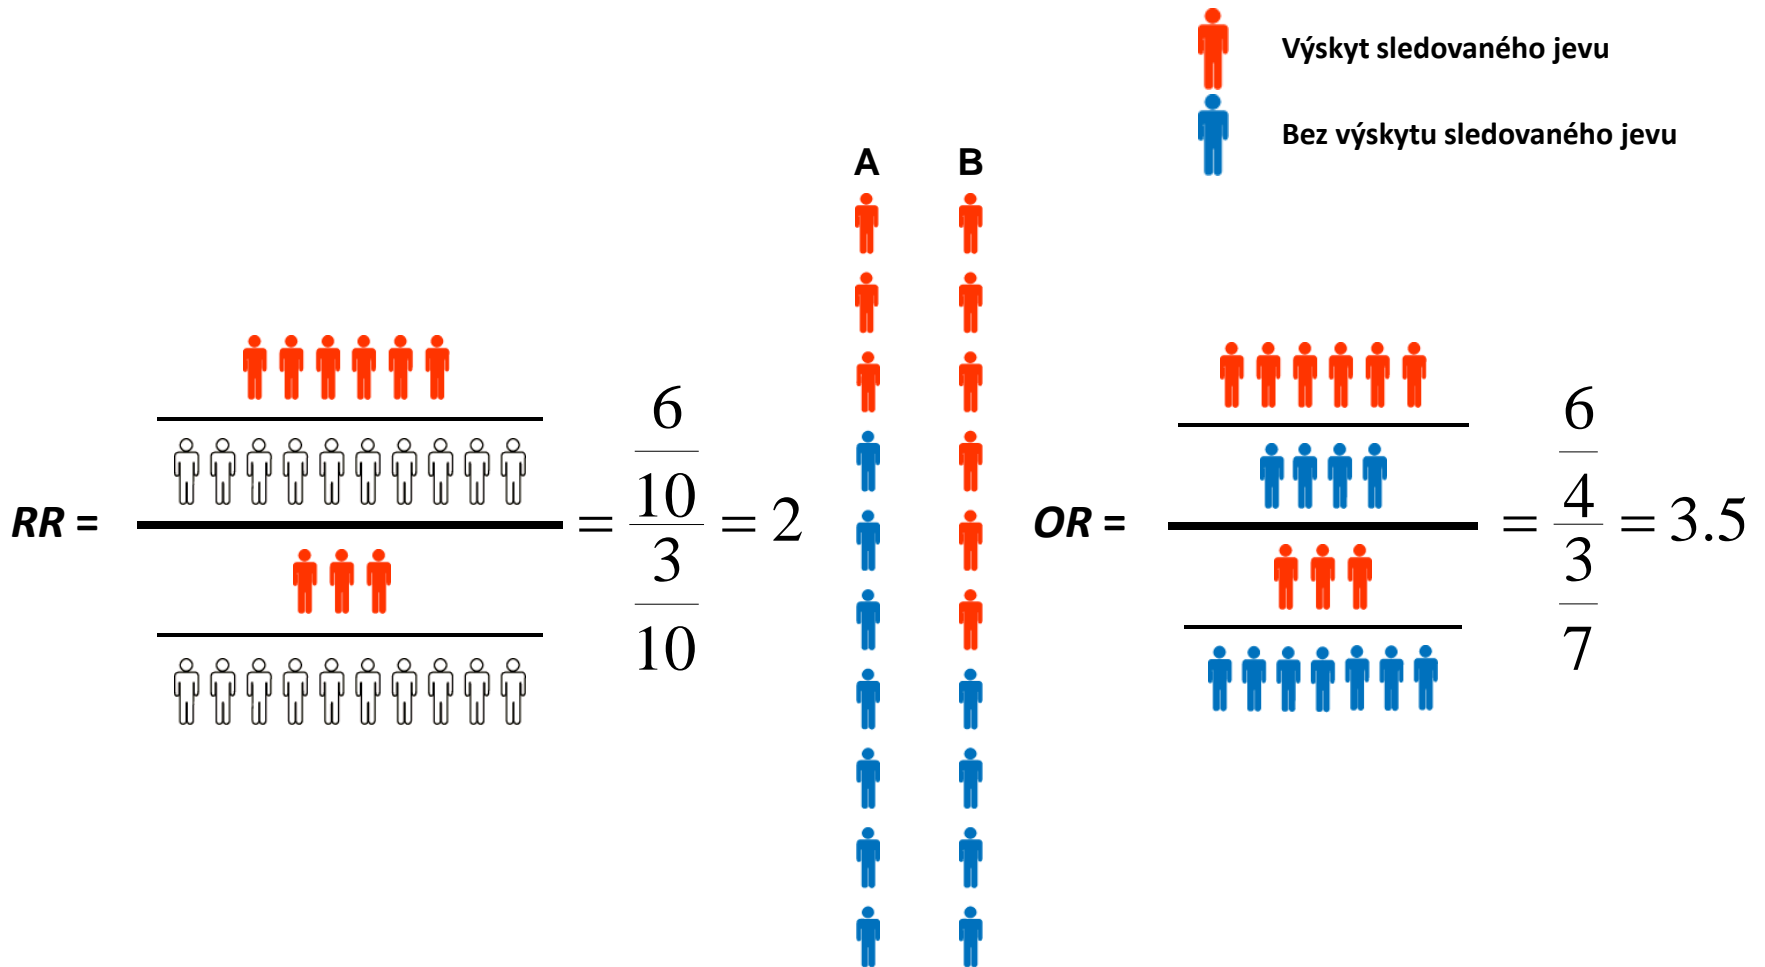 Výskyt sledovaného jevu
Bez výskytu sledovaného jevu
A B
RR = = 6/10 / 3/10 = 2
OR = = 6/4 / 3/7 = 3.5